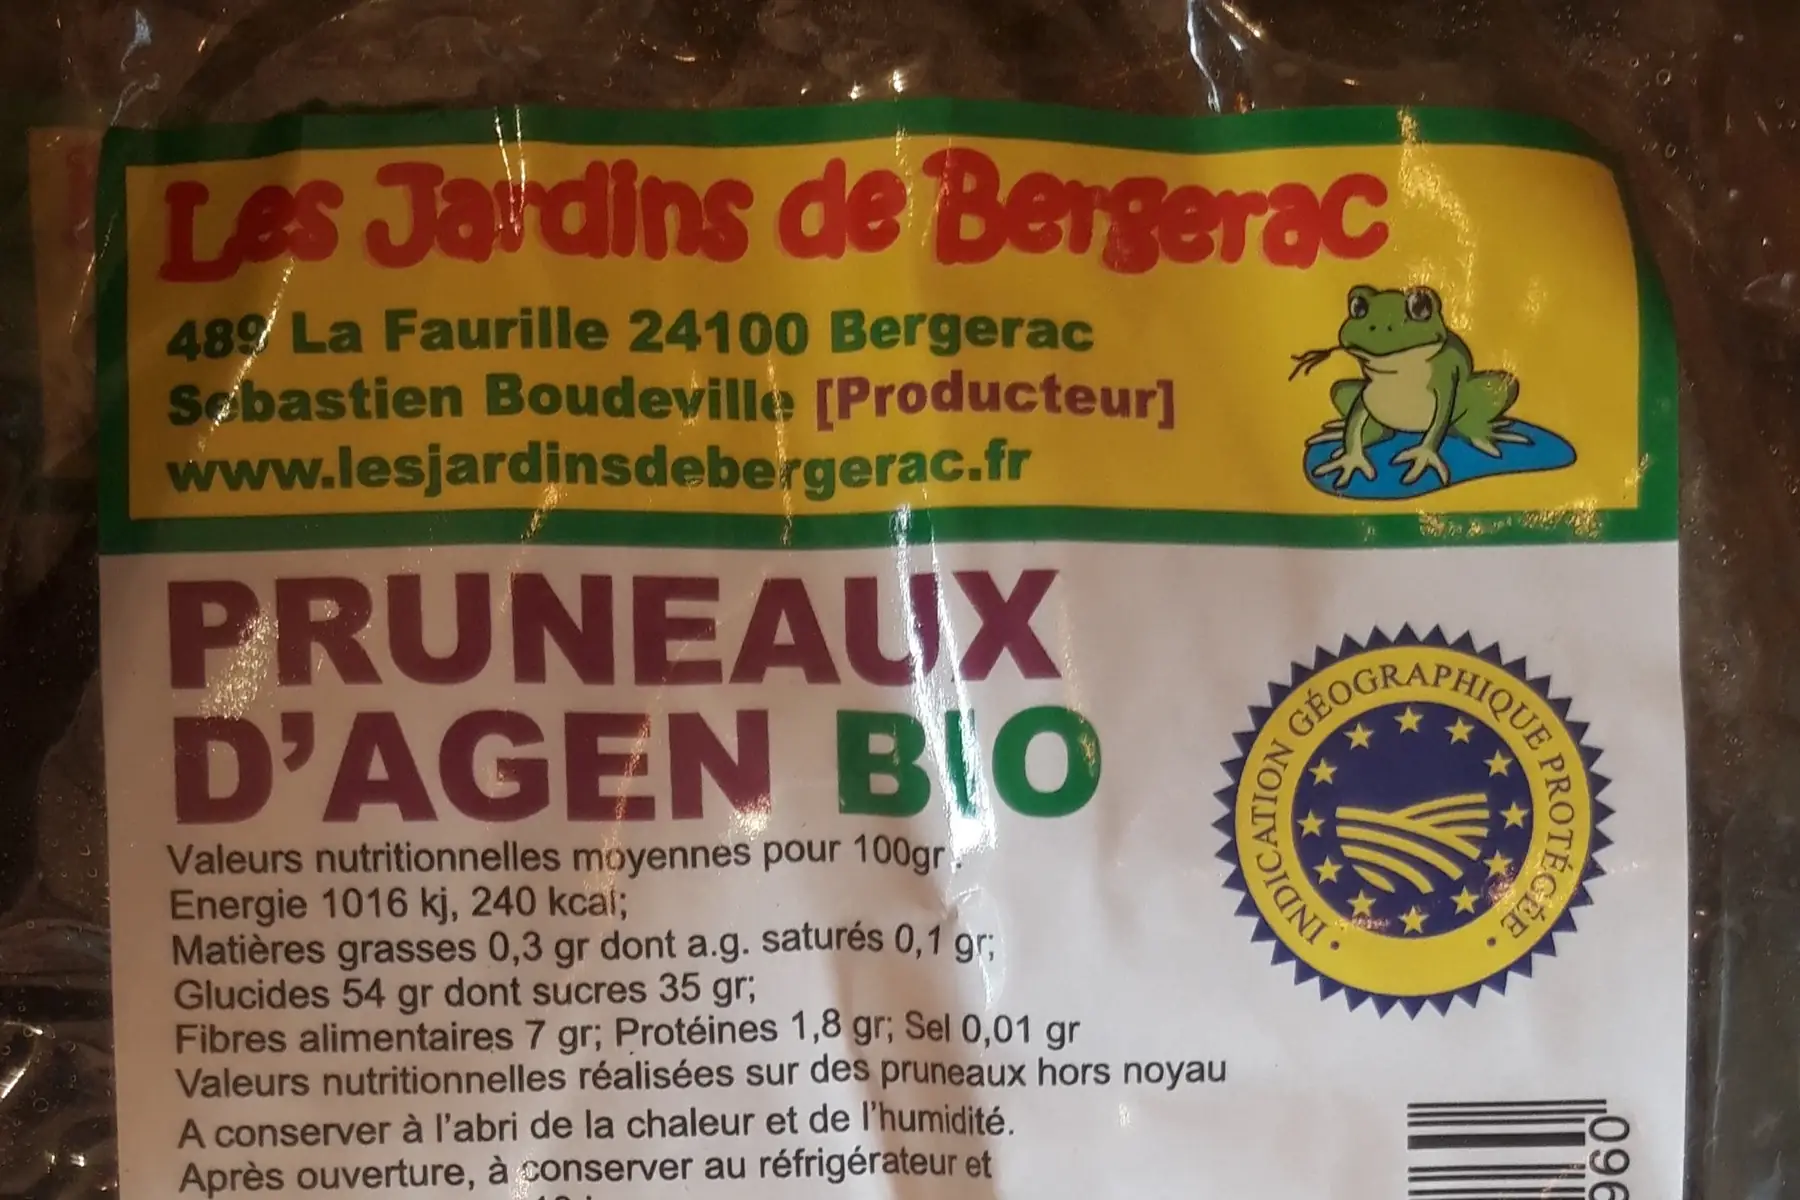 Les Jardins de Bergerac
489 La Faurille 24100 Bergerac
Sebastien Boudeville [Producteur]
www.lesjardinsdebergerac.fr
PRUNEAUX
D'AGEN BIO
INDICATION GÉOGRAPHIQUE PROTÉGÉE
Valeurs nutritionnelles moyennes pour 100gr :
Energie 1016 kj, 240 kcal;
Matières grasses 0,3 gr dont a.g. saturés 0,1 gr;
Glucides 54 gr dont sucres 35 gr;
Fibres alimentaires 7 gr; Protéines 1,8 gr; Sel 0,01 gr
Valeurs nutritionnelles réalisées sur des pruneaux hors noyau
A conserver à l'abri de la chaleur et de l'humidité.
Après ouverture, à conserver au réfrigérateur et